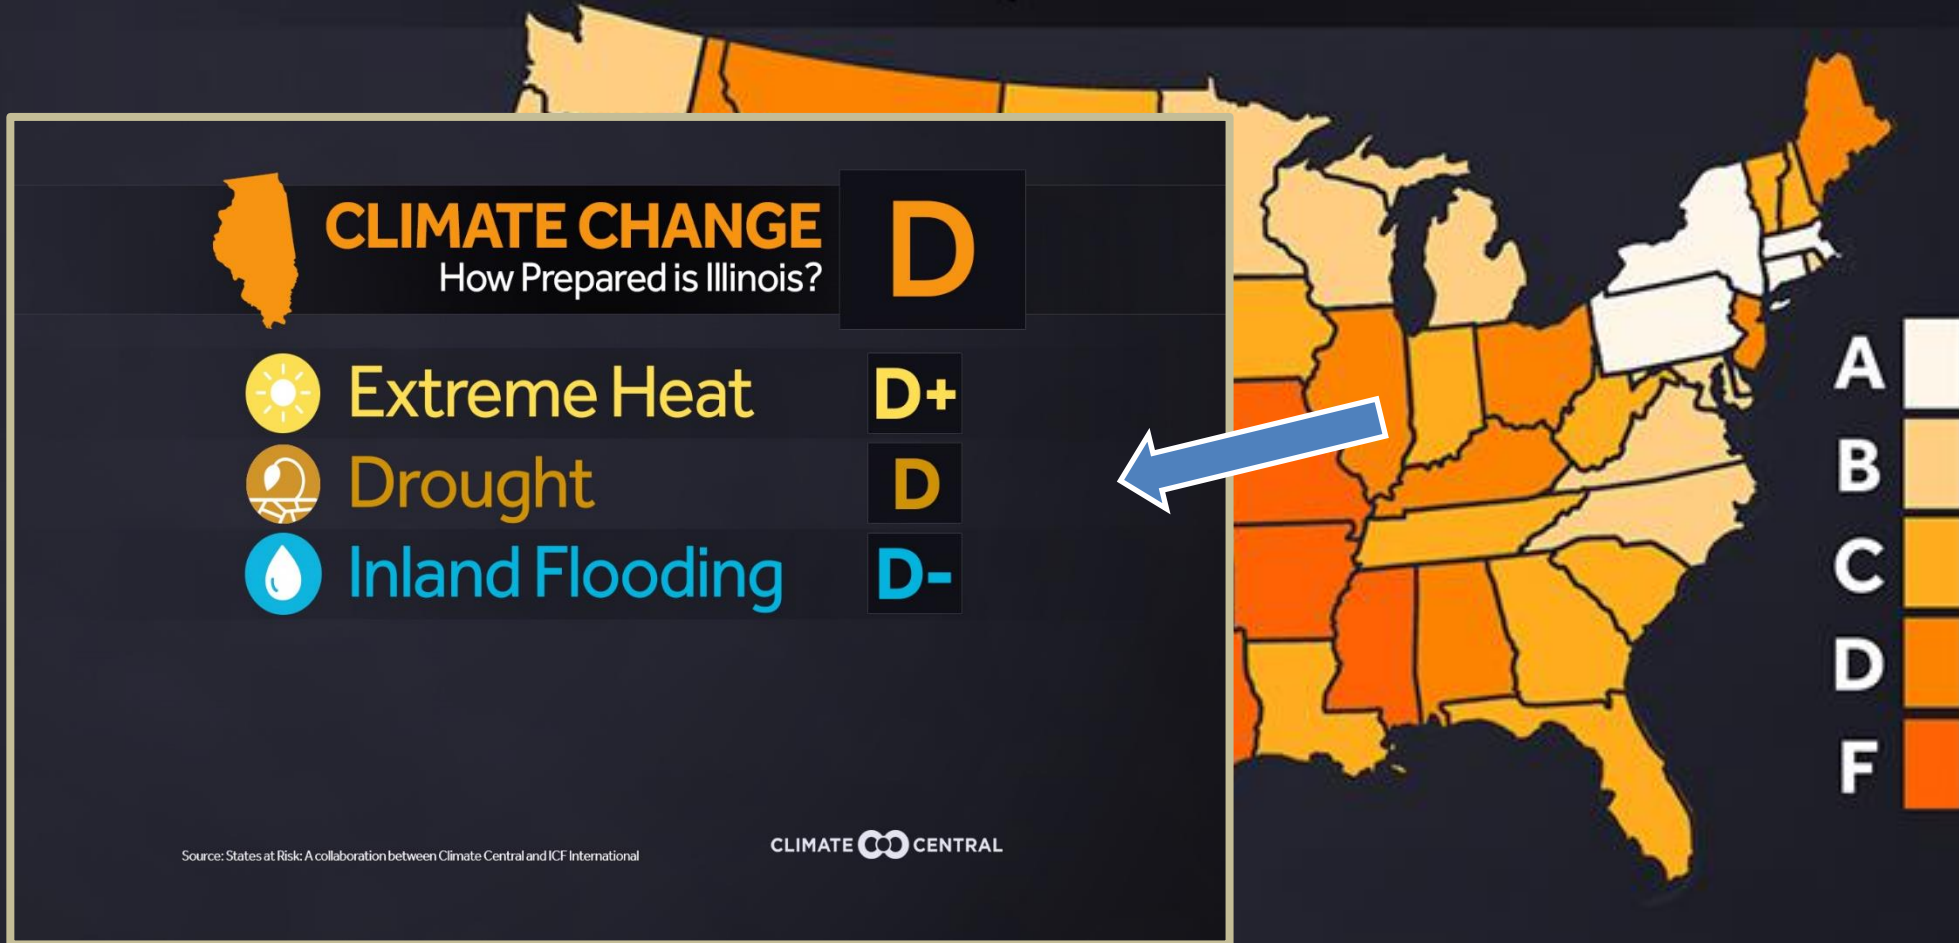 CLIMATE CHANGE D
How Prepared is Illinois?
Extreme Heat D+
Drought D
Inland Flooding D-
Source: States at Risk: A collaboration between Climate Central and ICF International
CLIMATE CENTRAL
A
B
C
D
F